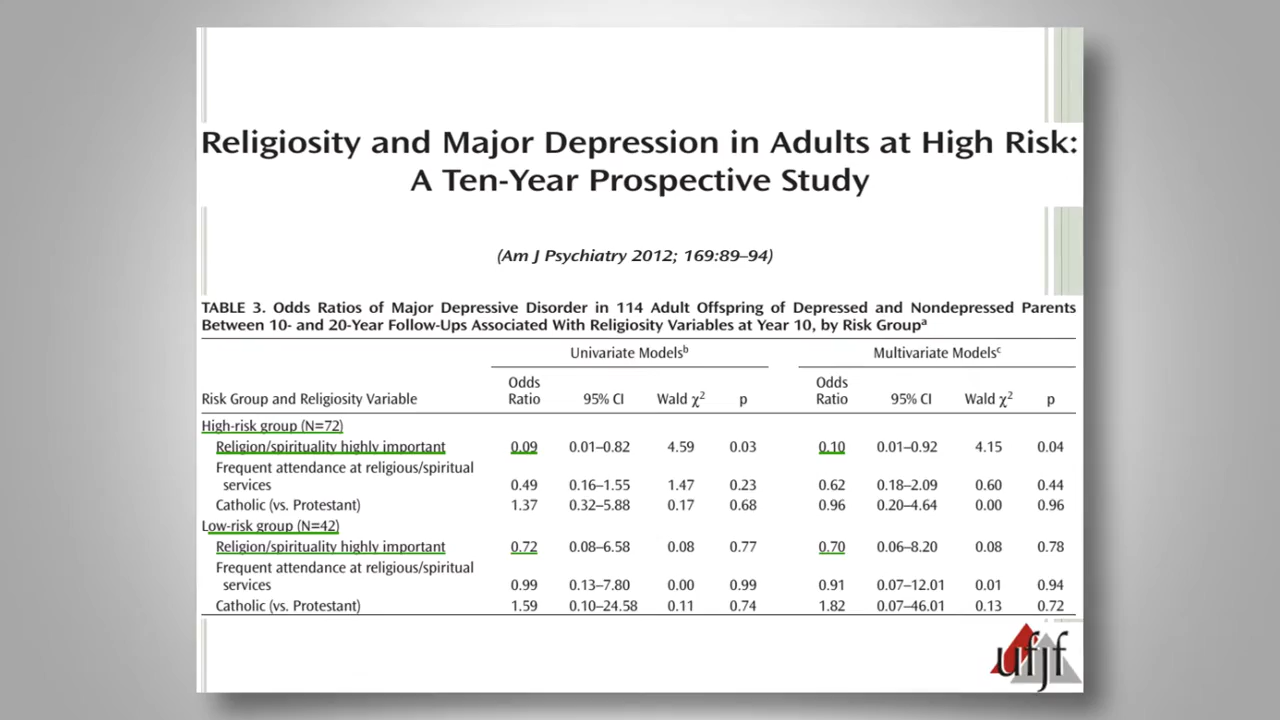 Religiosity and Major Depression in Adults at High Risk:
A Ten-Year Prospective Study
(Am J Psychiatry 2012; 169:89–94)
TABLE 3. Odds Ratios of Major Depressive Disorder in 114 Adult Offspring of Depressed and Nondepressed Parents
Between 10- and 20-Year Follow-Ups Associated With Religiosity Variables at Year 10, by Risk Groupᵃ
Univariate Modelsᵇ Multivariate Modelsᶜ
Odds Odds
Risk Group and Religiosity Variable Ratio 95% CI Wald χ² p Ratio 95% CI Wald χ² p
High-risk group (N=72)
Religion/spirituality highly important 0.09 0.01–0.82 4.59 0.03 0.10 0.01–0.92 4.15 0.04
Frequent attendance at religious/spiritual
services 0.49 0.16–1.55 1.47 0.23 0.62 0.18–2.09 0.60 0.44
Catholic (vs. Protestant) 1.37 0.32–5.88 0.17 0.68 0.96 0.20–4.64 0.00 0.96
Low-risk group (N=42)
Religion/spirituality highly important 0.72 0.08–6.58 0.08 0.77 0.70 0.06–8.20 0.08 0.78
Frequent attendance at religious/spiritual
services 0.99 0.13–7.80 0.00 0.99 0.91 0.07–12.01 0.01 0.94
Catholic (vs. Protestant) 1.59 0.10–24.58 0.11 0.74 1.82 0.07–46.01 0.13 0.72
ufjf